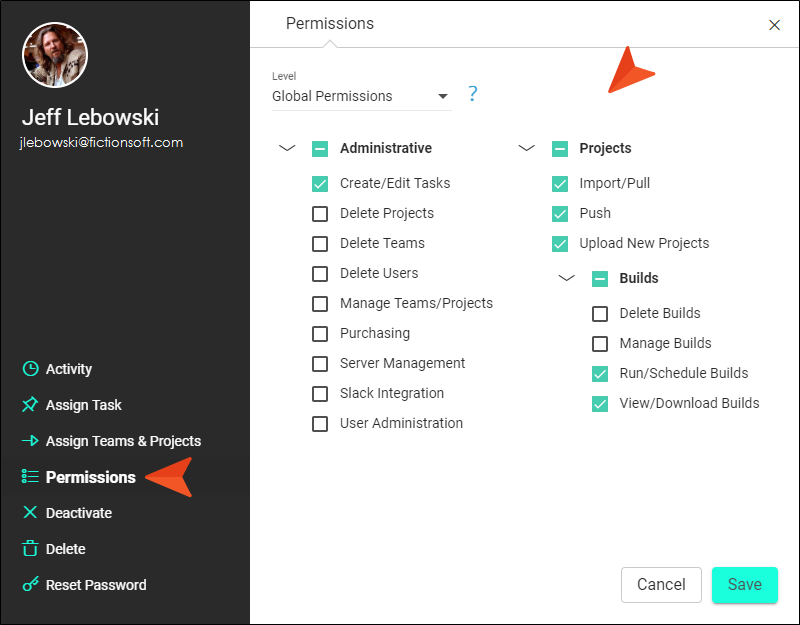 Jeff Lebowski
jlebowski@fictionsoft.com
Activity
Assign Task
Assign Teams & Projects
Permissions
Deactivate
Delete
Reset Password
Permissions
Level
Global Permissions
?
Administrative
Create/Edit Tasks
Delete Projects
Delete Teams
Delete Users
Manage Teams/Projects
Purchasing
Server Management
Slack Integration
User Administration
Projects
Import/Pull
Push
Upload New Projects
Builds
Delete Builds
Manage Builds
Run/Schedule Builds
View/Download Builds
Cancel
Save